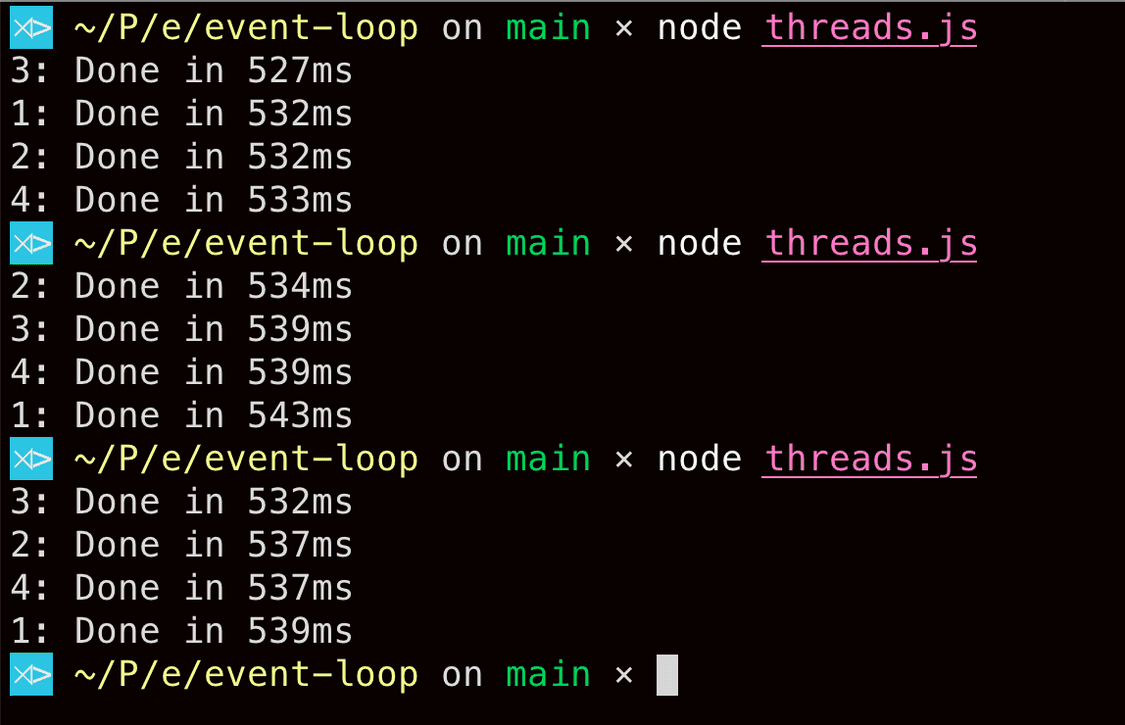 ~/P/e/event-loop on main × node threads.js
3: Done in 527ms
1: Done in 532ms
2: Done in 532ms
4: Done in 533ms
~/P/e/event-loop on main × node threads.js
2: Done in 534ms
3: Done in 539ms
4: Done in 539ms
1: Done in 543ms
~/P/e/event-loop on main × node threads.js
3: Done in 532ms
2: Done in 537ms
4: Done in 537ms
1: Done in 539ms
~/P/e/event-loop on main ×